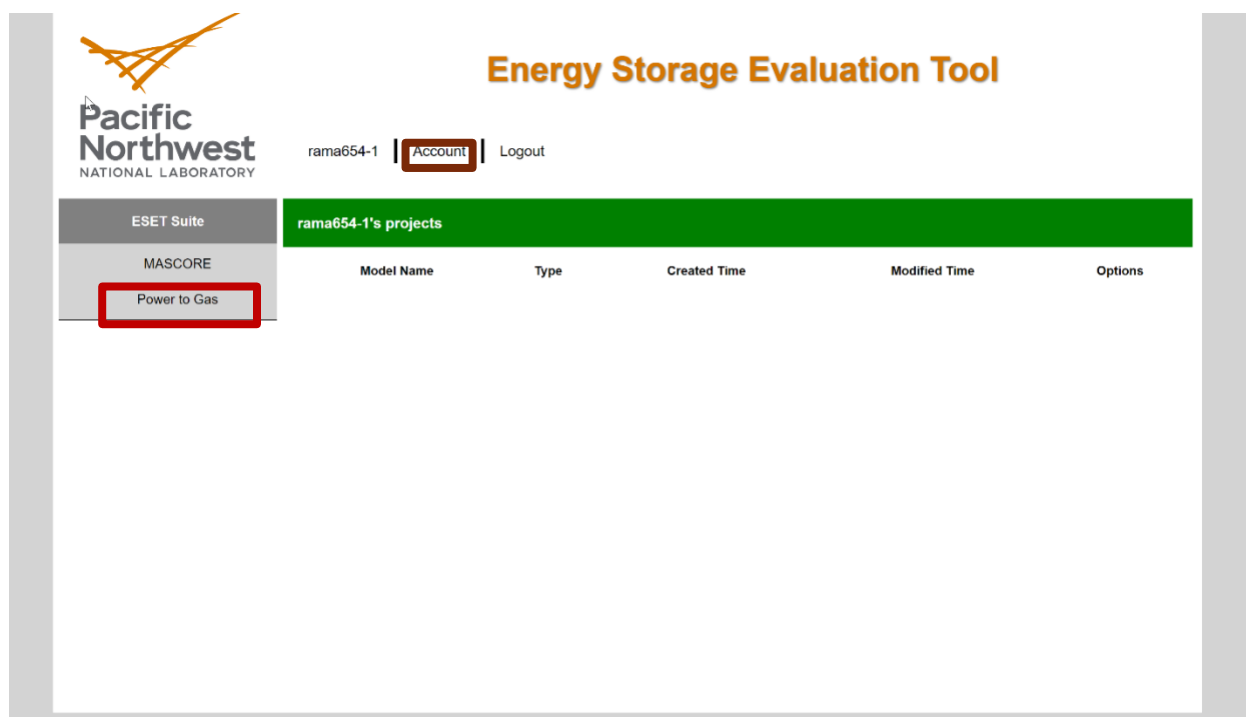 Energy Storage Evaluation Tool
Pacific
Northwest
NATIONAL LABORATORY
rama654-1 Account Logout
ESET Suite
rama654-1's projects
MASCORE
Model Name Type Created Time Modified Time Options
Power to Gas